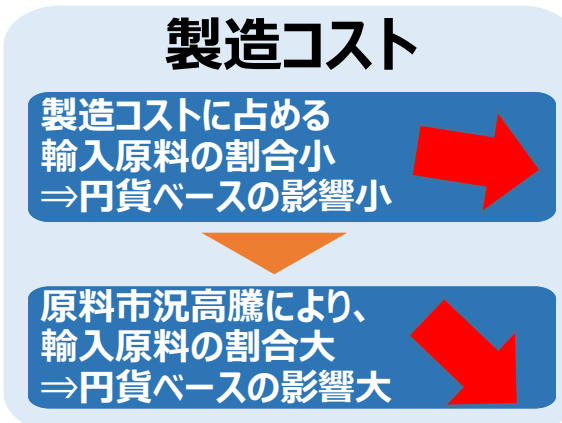 製造コスト
製造コストに占める
輸入原料の割合小
⇒円貨ベースの影響小
原料市況高騰により、
輸入原料の割合大
⇒円貨ベースの影響大